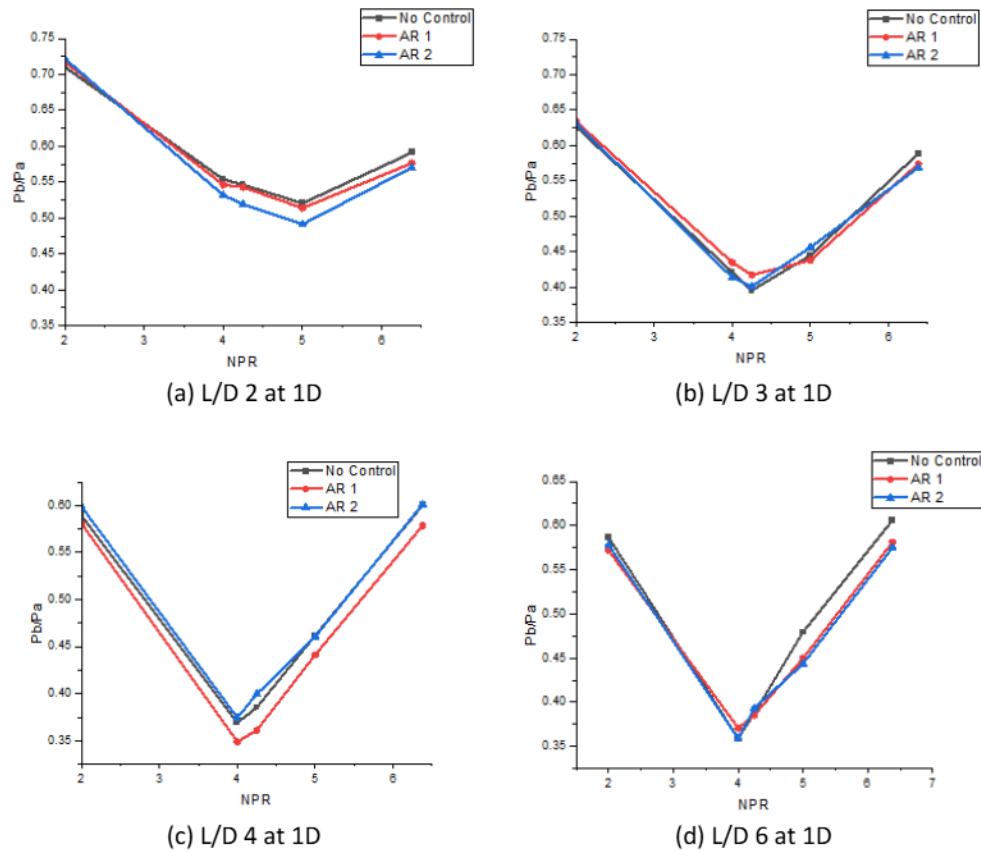 No Control
AR 1
AR 2
0.75
0.70
0.65
0.60
0.55
0.50
0.45
0.40
0.35
Pb/Pa
2 3 4 5 6
NPR
(a) L/D 2 at 1D
No Control
AR 1
AR 2
0.75
0.70
0.65
0.60
0.55
0.50
0.45
0.40
0.35
Pb/Pa
2 3 4 5 6
NPR
(b) L/D 3 at 1D
No Control
AR 1
AR 2
0.60
0.55
0.50
0.45
0.40
0.35
Pb/Pa
2 3 4 5 6
NPR
(c) L/D 4 at 1D
No Control
AR 1
AR 2
0.65
0.60
0.55
0.50
0.45
0.40
0.35
Pb/Pa
2 3 4 5 6 7
NPR
(d) L/D 6 at 1D